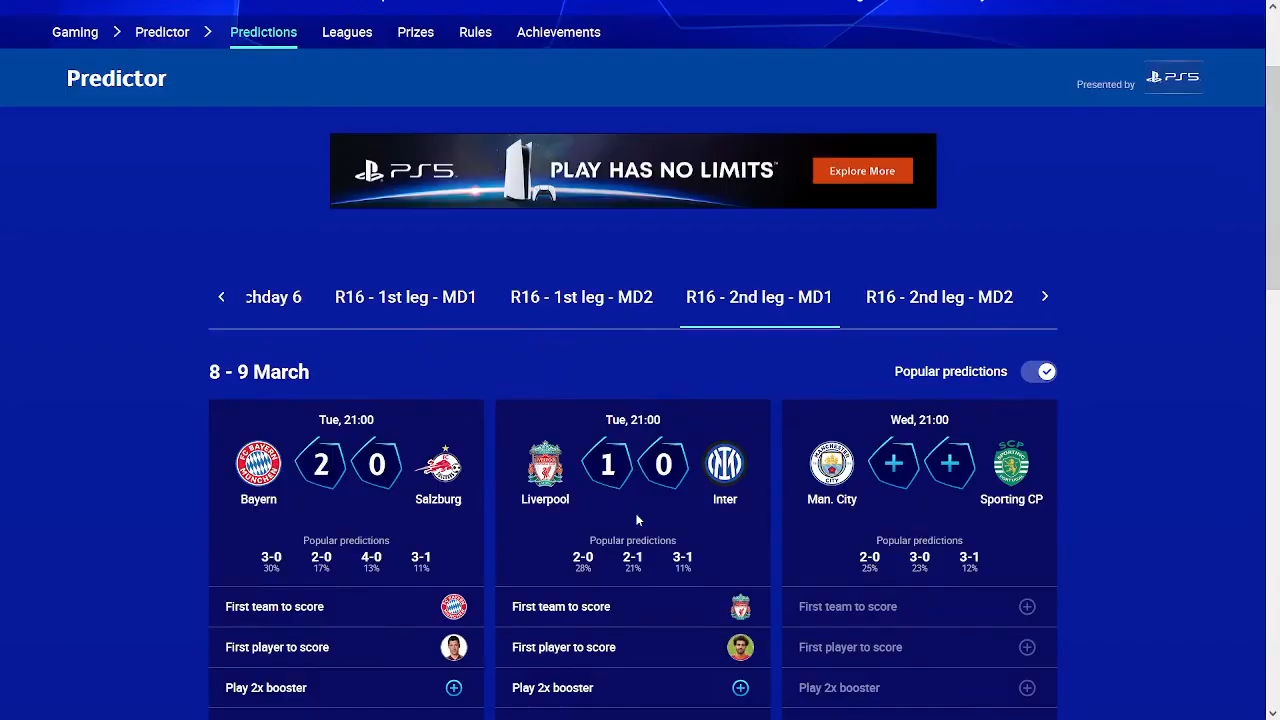 Gaming > Predictor > Predictions Leagues Prizes Rules Achievements
Predictor
Presented by PS5
PS5 PLAY HAS NO LIMITS™ Explore More
chday 6 R16 - 1st leg - MD1 R16 - 1st leg - MD2 R16 - 2nd leg - MD1 R16 - 2nd leg - MD2
8 - 9 March
Popular predictions
Tue, 21:00
2 0
Bayern Salzburg
Popular predictions
3-0 2-0 4-0 3-1
30% 17% 13% 11%
First team to score
First player to score
Play 2x booster
Tue, 21:00
1 0
Liverpool Inter
Popular predictions
2-0 2-1 3-1
28% 21% 11%
First team to score
First player to score
Play 2x booster
Wed, 21:00
+ +
Man. City Sporting CP
Popular predictions
2-0 3-0 3-1
25% 23% 12%
First team to score
First player to score
Play 2x booster